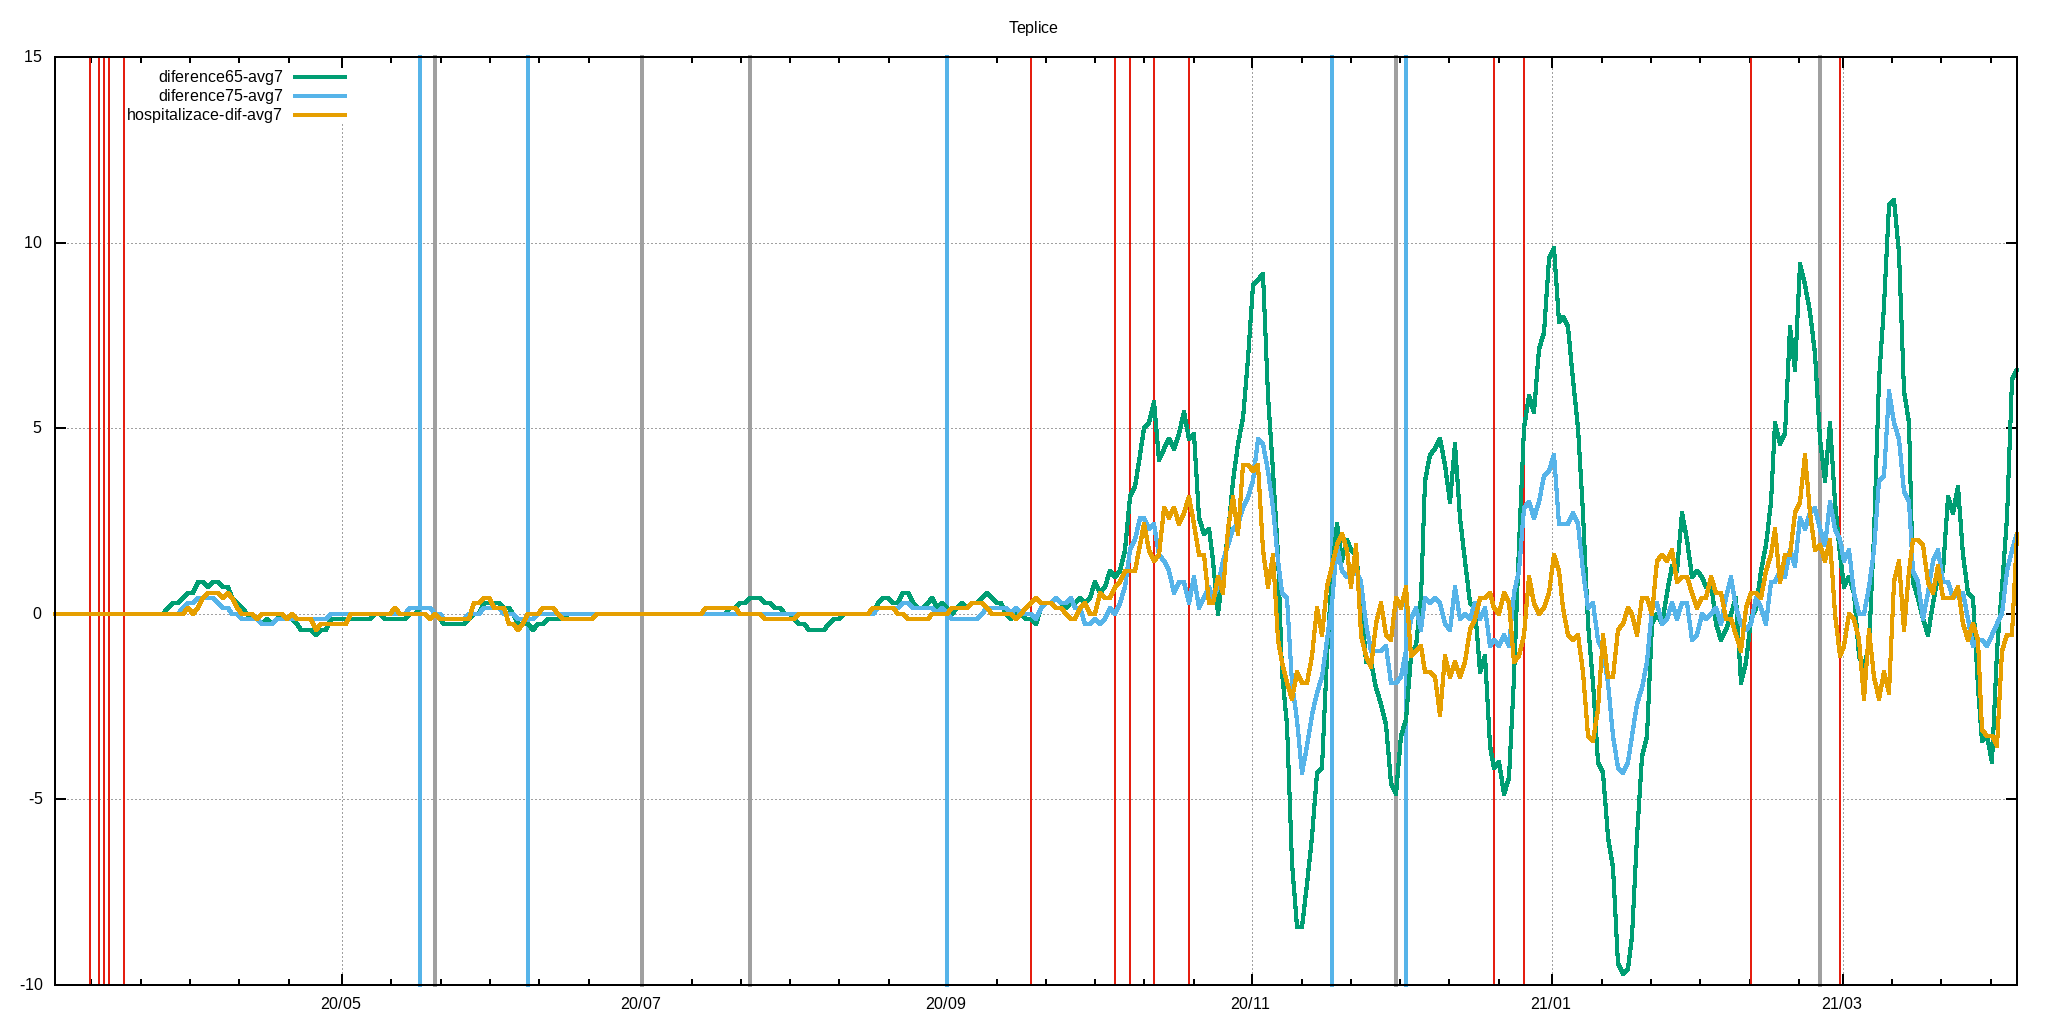 Teplice
15
diference65-avg7
diference75-avg7
hospitalizace-dif-avg7
10
5
0
-5
-10
20/05 20/07 20/09 20/11 21/01 21/03